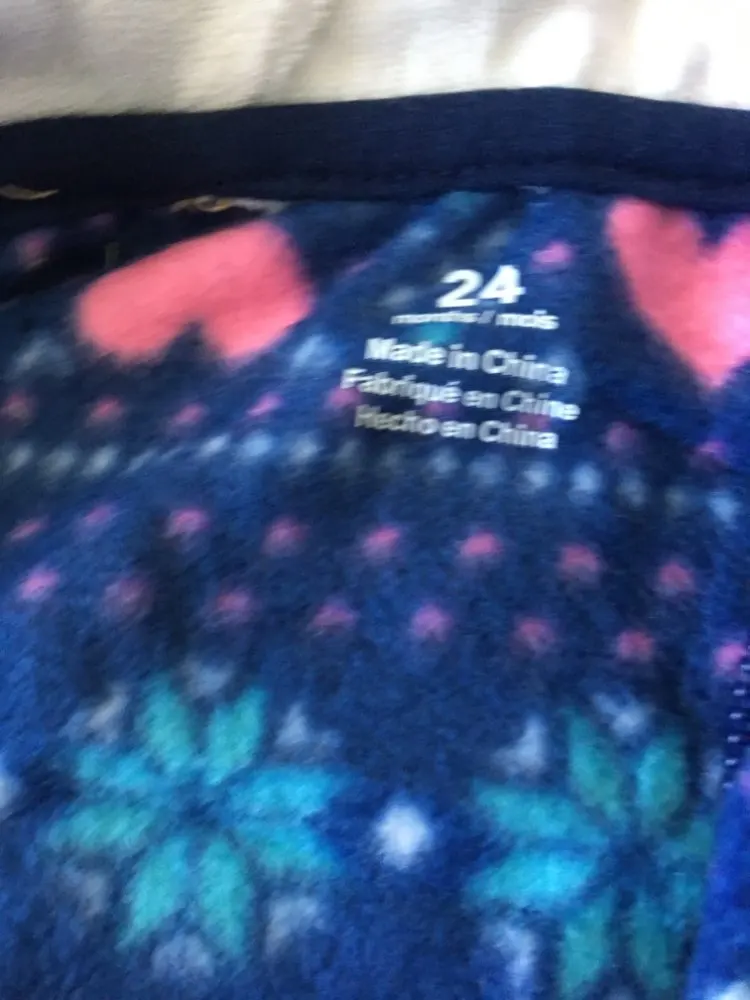 24
months / mois
Made in China
Fabriqué en Chine
Hecho en China